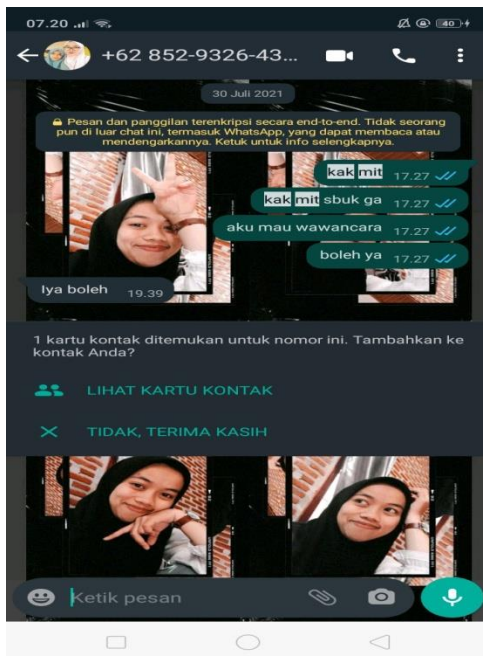 07.20
40
+62 852-9326-43...
30 Juli 2021
Pesan dan panggilan terenkripsi secara end-to-end. Tidak seorang
pun di luar chat ini, termasuk WhatsApp, yang dapat membaca atau
mendengarkannya. Ketuk untuk info selengkapnya.
kak mit 17.27
kak mit sbuk ga 17.27
aku mau wawancara 17.27
boleh ya 17.27
Iya boleh 19.39
1 kartu kontak ditemukan untuk nomor ini. Tambahkan ke
kontak Anda?
LIHAT KARTU KONTAK
TIDAK, TERIMA KASIH
Ketik pesan